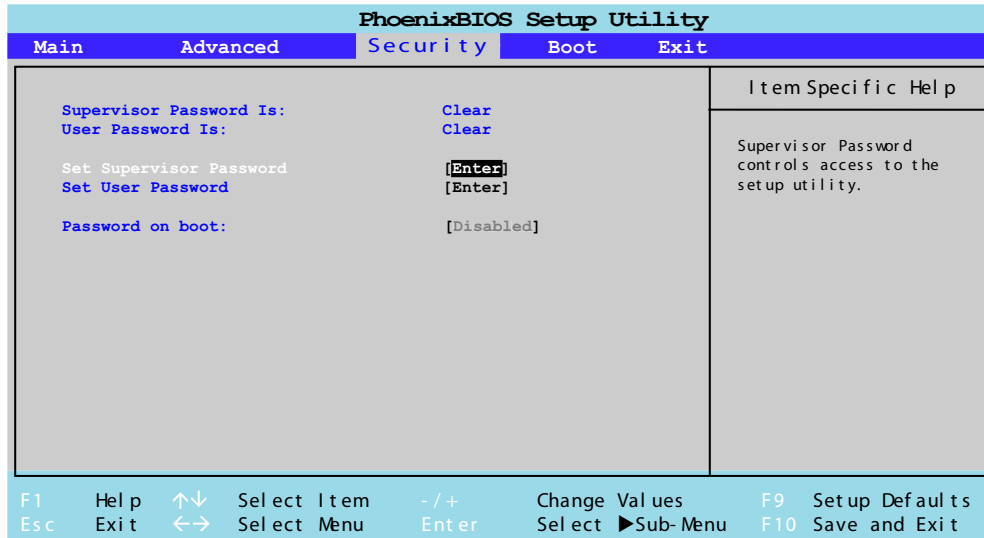 PhoenixBIOS Setup Utility
Main Advanced Security Boot Exit
Item Specific Help
Supervisor Password Is: Clear
User Password Is: Clear
Set Supervisor Password [Enter]
Set User Password [Enter]
Password on boot: [Disabled]
Supervisor Password
controls access to the
setup utility.
F1 Help ↑↓ Select Item -/+ Change Values F9 Setup Defaults
Esc Exit ←→ Select Menu Enter Select ▶Sub-Menu F10 Save and Exit